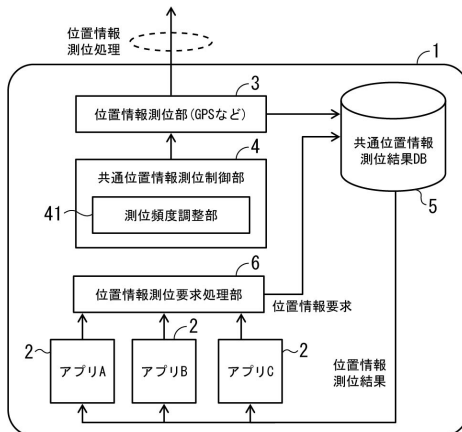 位置情報
測位処理
1
3
位置情報測位部(GPSなど)
4
共通位置情報測位制御部
41
測位頻度調整部
共通位置情報
測位結果DB
5
6
位置情報測位要求処理部
位置情報要求
2
アプリA
2
アプリB
2
アプリC
位置情報
測位結果